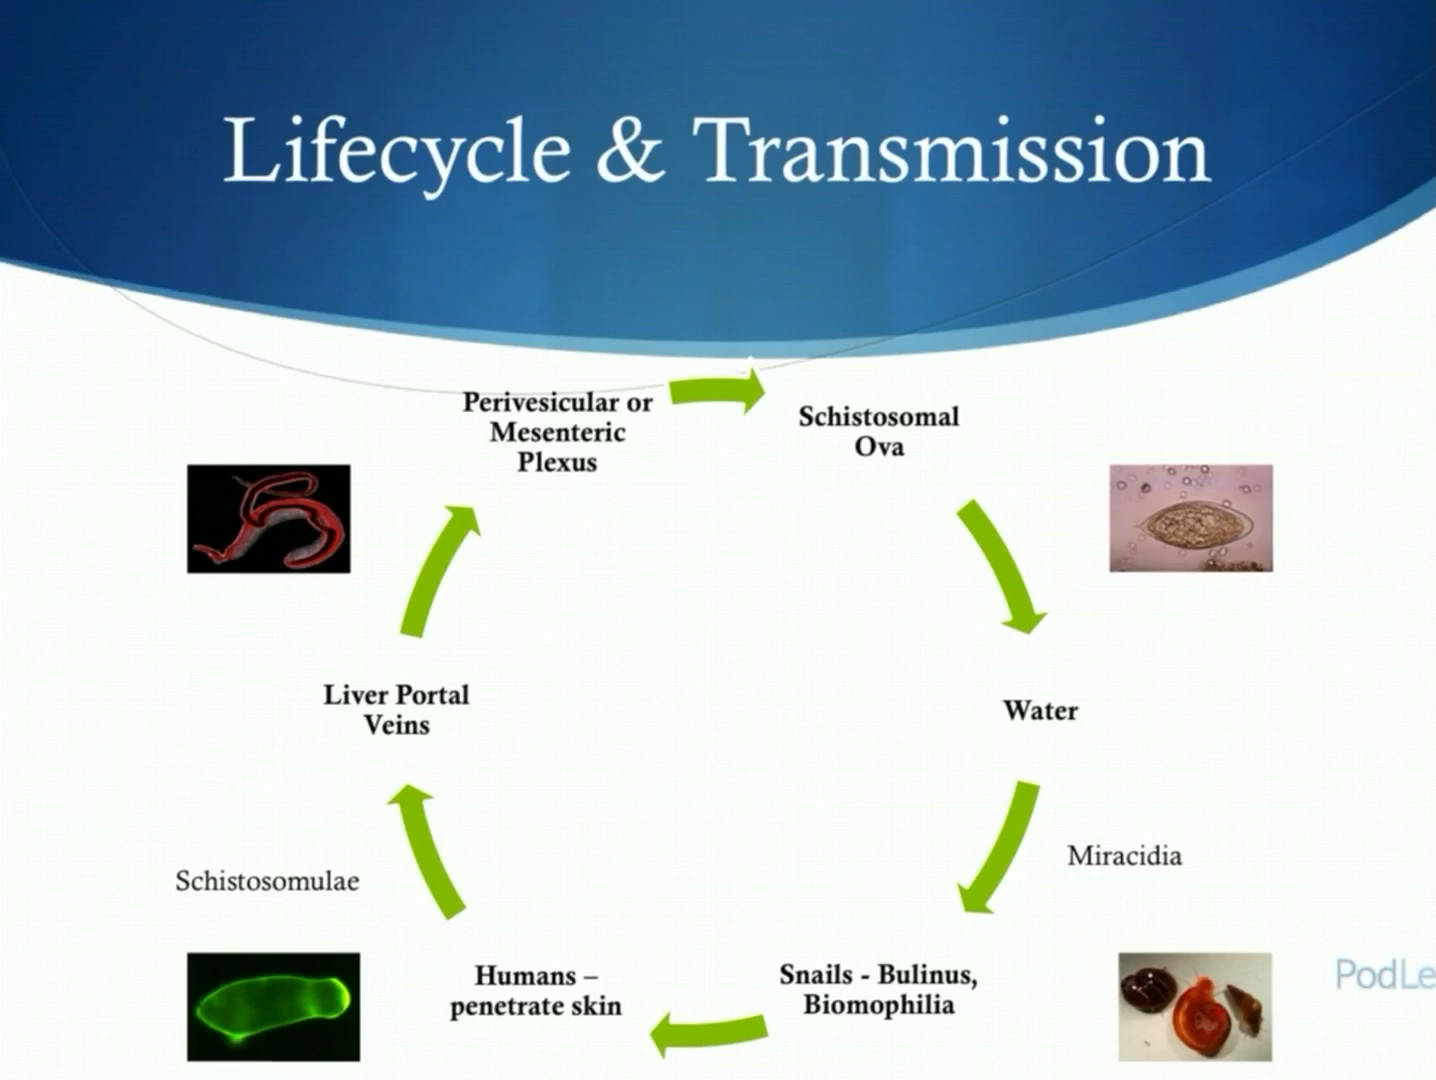 Lifecycle & Transmission
Perivesicular or
Mesenteric
Plexus
Schistosomal
Ova
Liver Portal
Veins
Water
Schistosomulae
Miracidia
Humans –
penetrate skin
Snails - Bulinus,
Biomophilia
PodLe